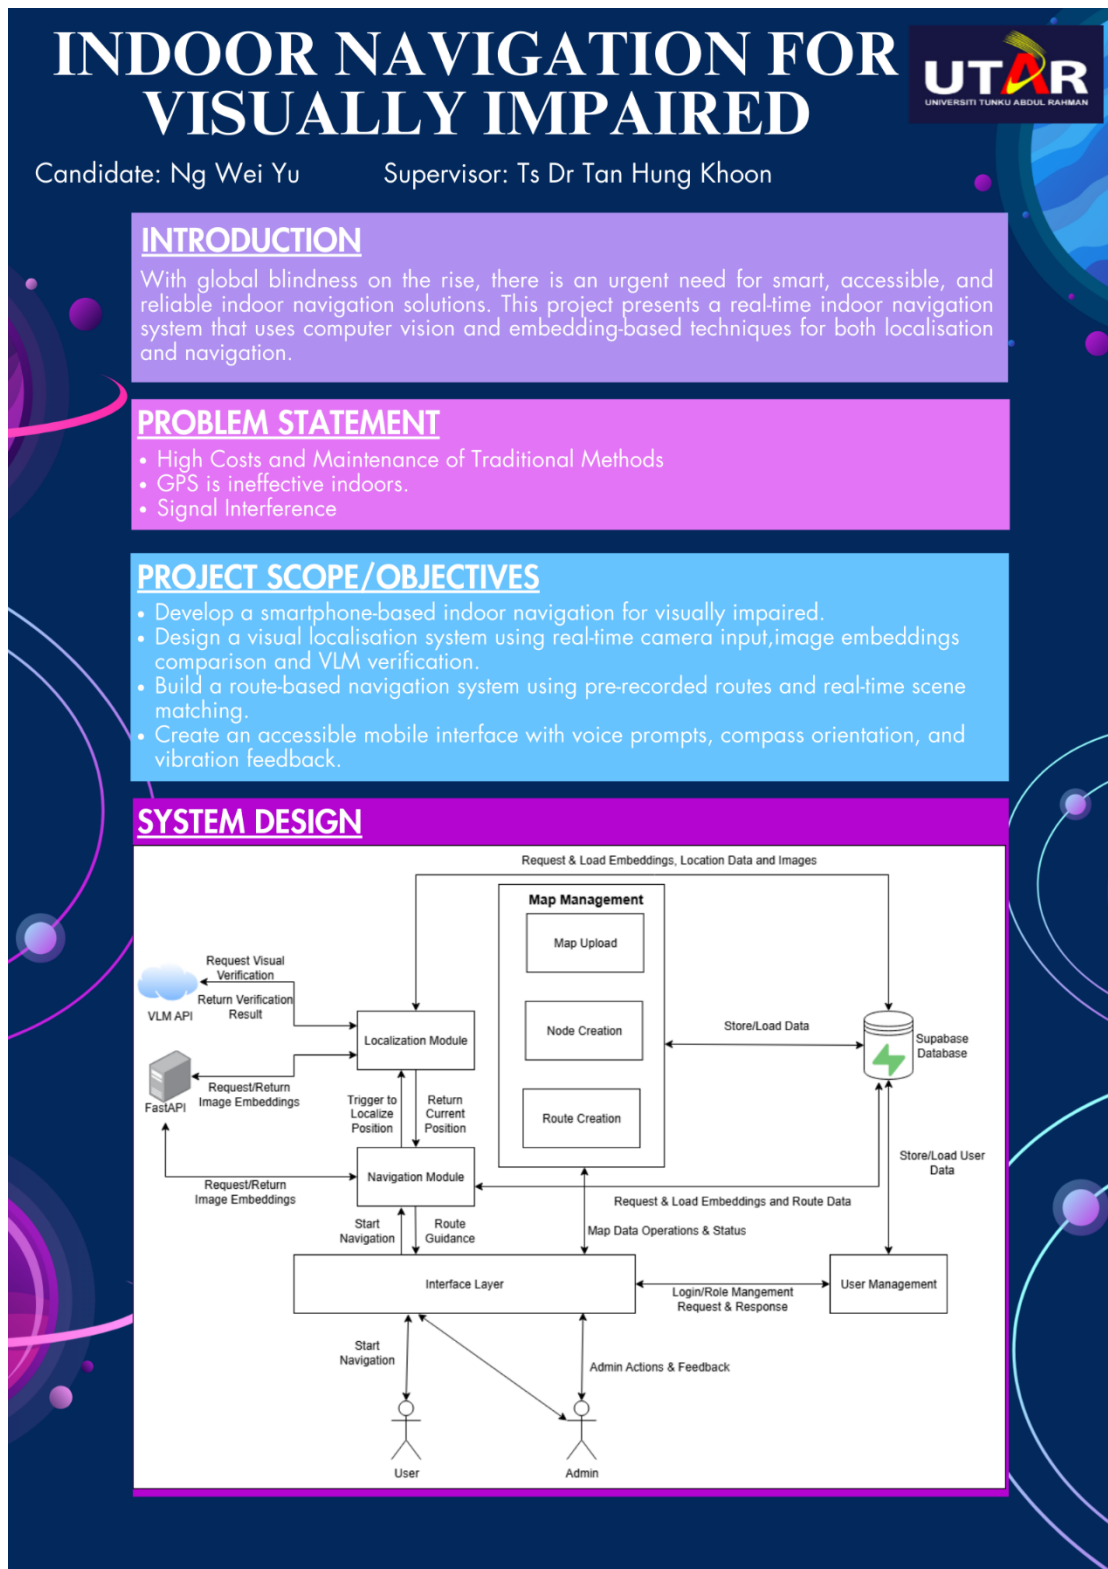 INDOOR NAVIGATION FOR
VISUALLY IMPAIRED
UTAR
UNIVERSITI TUNKU ABDUL RAHMAN
Candidate: Ng Wei Yu
Supervisor: Ts Dr Tan Hung Khoon
INTRODUCTION
With global blindness on the rise, there is an urgent need for smart, accessible, and
reliable indoor navigation solutions. This project presents a real-time indoor navigation
system that uses computer vision and embedding-based techniques for both localisation
and navigation.
PROBLEM STATEMENT
• High Costs and Maintenance of Traditional Methods
• GPS is ineffective indoors.
• Signal Interference
PROJECT SCOPE/OBJECTIVES
• Develop a smartphone-based indoor navigation for visually impaired.
• Design a visual localisation system using real-time camera input,image embeddings
comparison and VLM verification.
• Build a route-based navigation system using pre-recorded routes and real-time scene
matching.
• Create an accessible mobile interface with voice prompts, compass orientation, and
vibration feedback.
SYSTEM DESIGN
Request & Load Embeddings, Location Data and Images
Map Management
Map Upload
Node Creation
Route Creation
Request Visual
Verification
Return Verification
Result
VLM API
Localization Module
Store/Load Data
Supabase
Database
FastAPI
Request/Return
Image Embeddings
Trigger to
Localize
Position
Return
Current
Position
Navigation Module
Request/Return
Image Embeddings
Store/Load User
Data
Request & Load Embeddings and Route Data
Start
Navigation
Route
Guidance
Map Data Operations & Status
Interface Layer
User Management
Login/Role Mangement
Request & Response
Start
Navigation
Admin Actions & Feedback
User
Admin